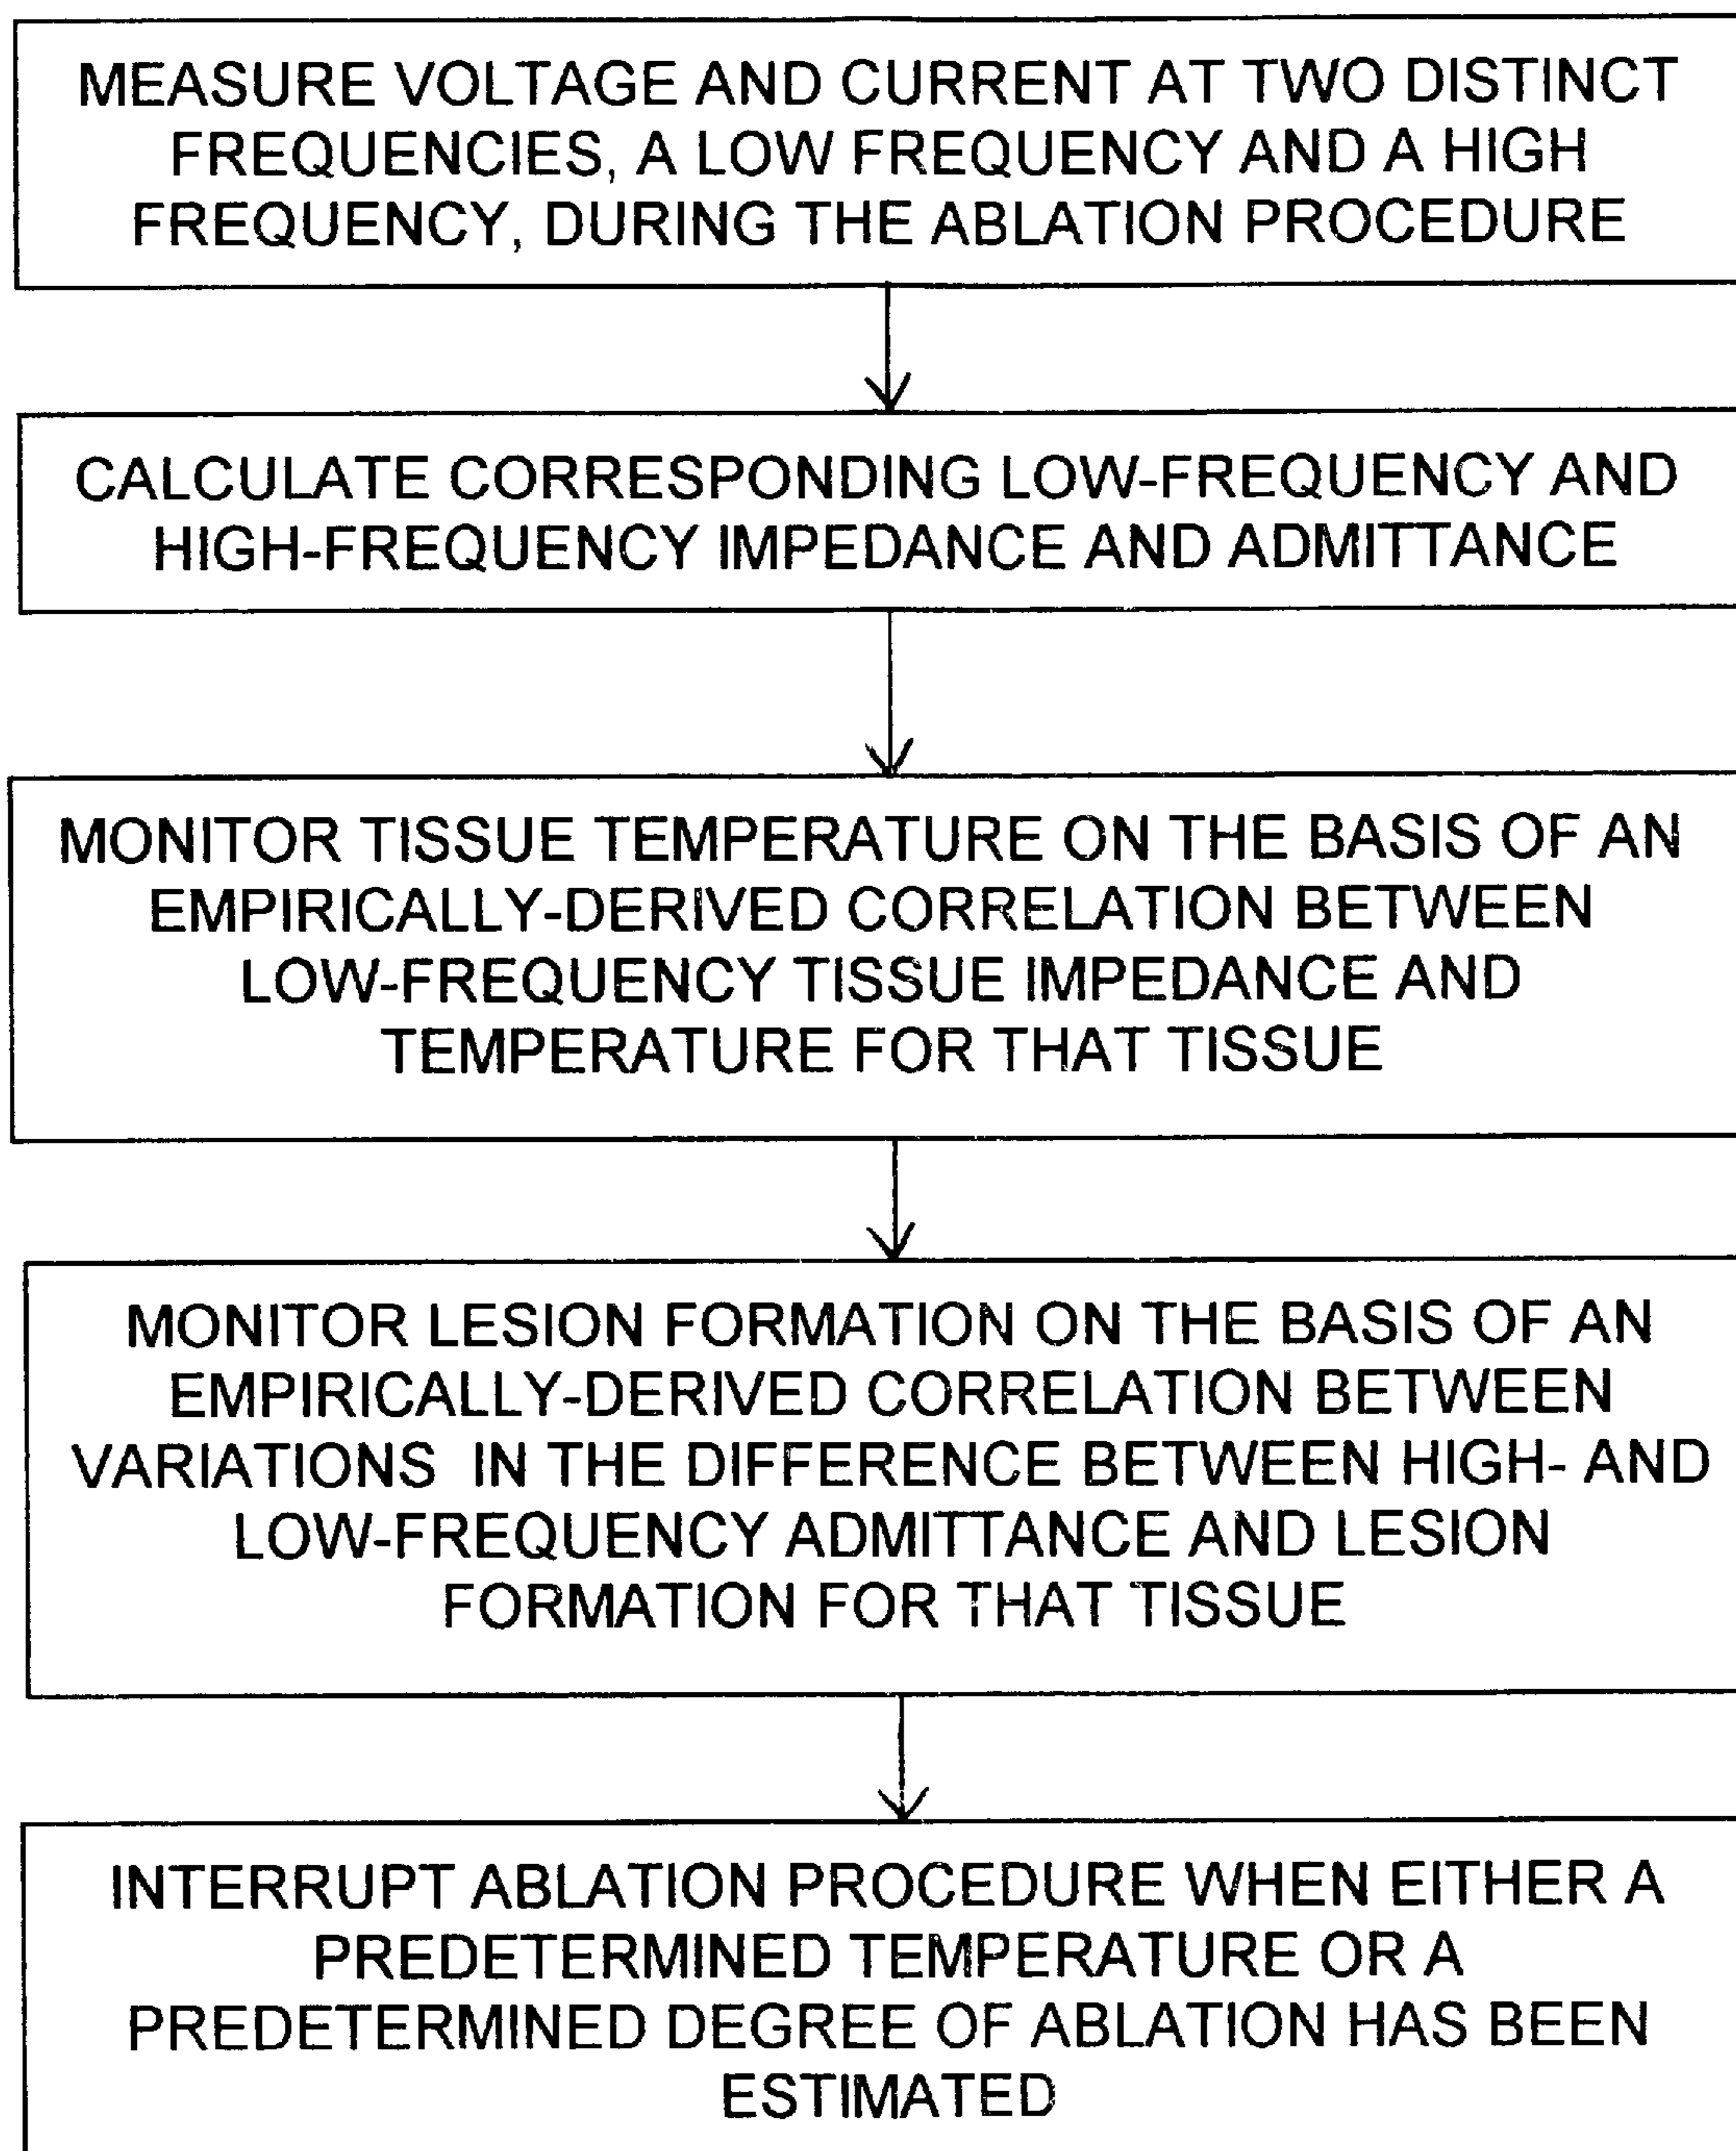 MEASURE VOLTAGE AND CURRENT AT TWO DISTINCT
FREQUENCIES, A LOW FREQUENCY AND A HIGH
FREQUENCY, DURING THE ABLATION PROCEDURE
CALCULATE CORRESPONDING LOW-FREQUENCY AND
HIGH-FREQUENCY IMPEDANCE AND ADMITTANCE
MONITOR TISSUE TEMPERATURE ON THE BASIS OF AN
EMPIRICALLY-DERIVED CORRELATION BETWEEN
LOW-FREQUENCY TISSUE IMPEDANCE AND
TEMPERATURE FOR THAT TISSUE
MONITOR LESION FORMATION ON THE BASIS OF AN
EMPIRICALLY-DERIVED CORRELATION BETWEEN
VARIATIONS IN THE DIFFERENCE BETWEEN HIGH- AND
LOW-FREQUENCY ADMITTANCE AND LESION
FORMATION FOR THAT TISSUE
INTERRUPT ABLATION PROCEDURE WHEN EITHER A
PREDETERMINED TEMPERATURE OR A
PREDETERMINED DEGREE OF ABLATION HAS BEEN
ESTIMATED